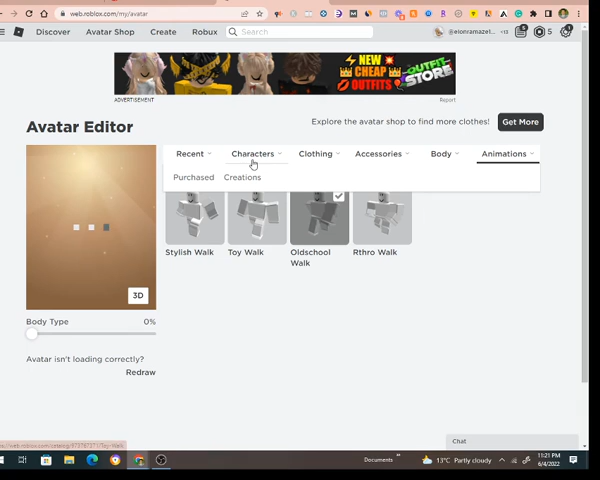 web.roblox.com/my/avatar
Discover Avatar Shop Create Robux Search @elonramazel... +13 5
NEW CHEAP OUTFITS OUTFIT STORE
ADVERTISEMENT Report
Avatar Editor
Explore the avatar shop to find more clothes! Get More
Recent Characters Clothing Accessories Body Animations
Purchased Creations
Stylish Walk Toy Walk Oldschool Walk Rthro Walk
3D
Body Type 0%
Avatar isn't loading correctly?
Redraw
Chat
Documents 13°C Partly cloudy 11:21 PM
6/4/2022